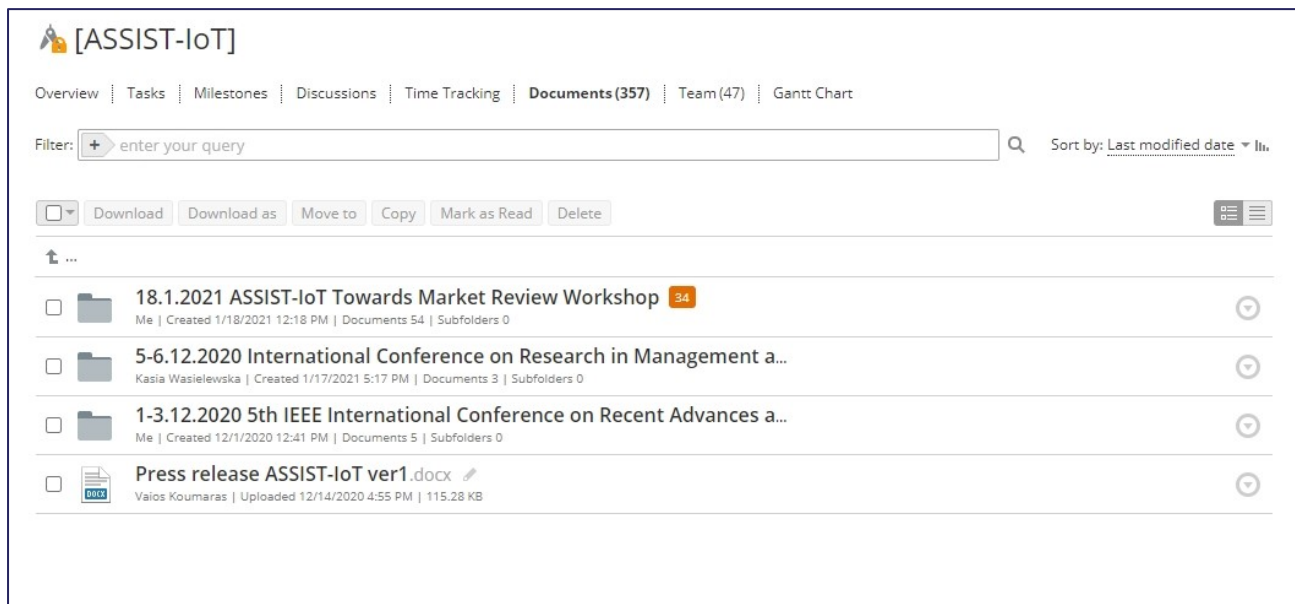 [ASSIST-IoT]
Overview Tasks Milestones Discussions Time Tracking Documents (357) Team (47) Gantt Chart
Filter: + enter your query Sort by: Last modified date
Download Download as Move to Copy Mark as Read Delete
...
18.1.2021 ASSIST-IoT Towards Market Review Workshop 34
Me | Created 1/18/2021 12:18 PM | Documents 54 | Subfolders 0
5-6.12.2020 International Conference on Research in Management a...
Kasia Wasielewska | Created 1/17/2021 5:17 PM | Documents 3 | Subfolders 0
1-3.12.2020 5th IEEE International Conference on Recent Advances a...
Me | Created 12/1/2020 12:41 PM | Documents 5 | Subfolders 0
Press release ASSIST-IoT ver1.docx
DOCX
Vaios Koumaras | Uploaded 12/14/2020 4:55 PM | 115.28 KB